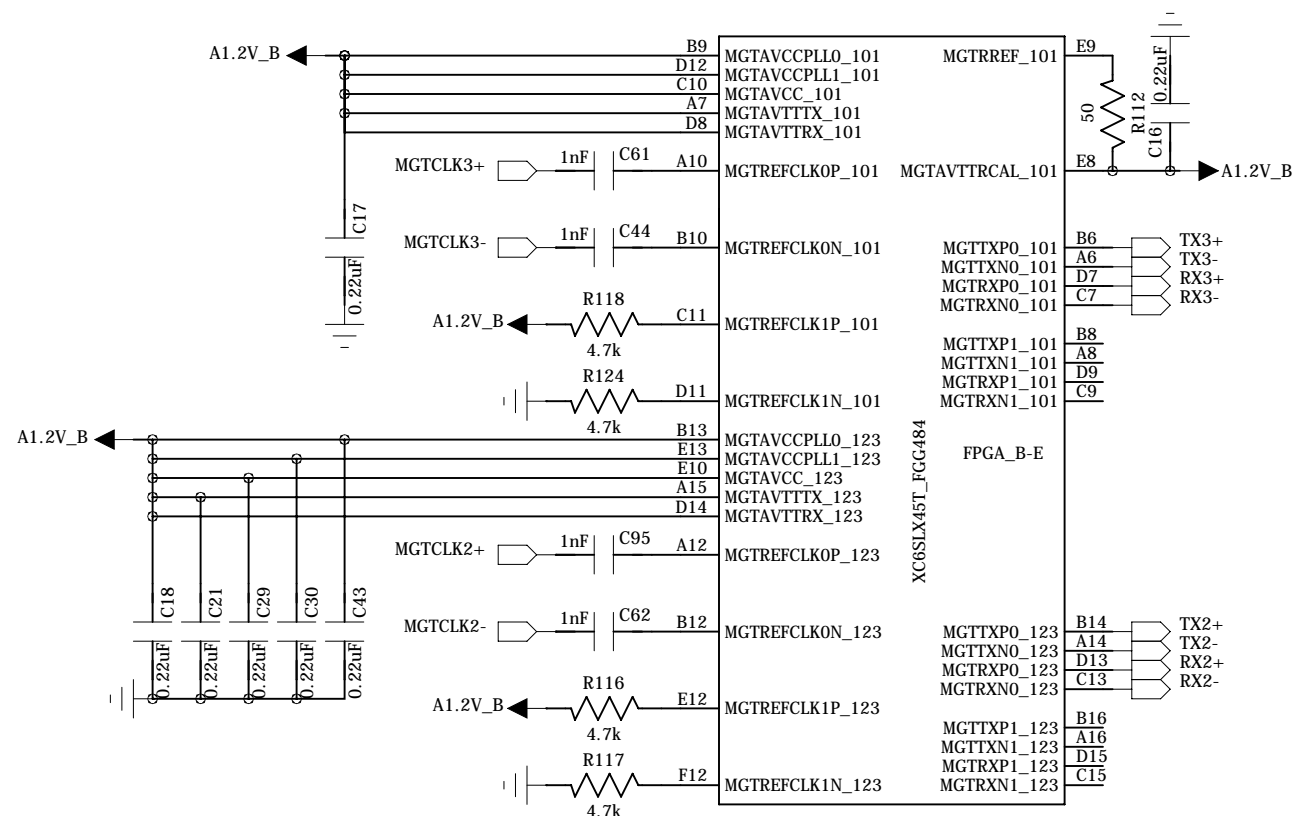 A1.2V_B
B9 MGTAVCCPLL0_101
D12 MGTAVCCPLL1_101
C10 MGTAVCC_101
A7 MGTAVTTTX_101
D8 MGTAVTTRX_101
MGTCLK3+ 1nF C61 A10 MGTREFCLK0P_101
C17
0.22uF
MGTCLK3- 1nF C44 B10 MGTREFCLK0N_101
R118
A1.2V_B C11 MGTREFCLK1P_101
4.7k
R124
D11 MGTREFCLK1N_101
4.7k
A1.2V_B
B13 MGTAVCCPLL0_123
E13 MGTAVCCPLL1_123
E10 MGTAVCC_123
A15 MGTAVTTTX_123
D14 MGTAVTTRX_123
MGTCLK2+ 1nF C95 A12 MGTREFCLK0P_123
C18
0.22uF
C21
0.22uF
C29
0.22uF
C30
0.22uF
C43
0.22uF
MGTCLK2- 1nF C62 B12 MGTREFCLK0N_123
R116
A1.2V_B E12 MGTREFCLK1P_123
4.7k
R117
F12 MGTREFCLK1N_123
4.7k
XC6SLX45T_FGG484
FPGA_B-E
MGTRREF_101 E9
50
R112
C16
0.22uF
MGTAVTTRCAL_101 E8 A1.2V_B
MGTTXP0_101 B6 TX3+
MGTTXN0_101 A6 TX3-
MGTRXP0_101 D7 RX3+
MGTRXN0_101 C7 RX3-
MGTTXP1_101 B8
MGTTXN1_101 A8
MGTRXP1_101 D9
MGTRXN1_101 C9
MGTTXP0_123 B14 TX2+
MGTTXN0_123 A14 TX2-
MGTRXP0_123 D13 RX2+
MGTRXN0_123 C13 RX2-
MGTTXP1_123 B16
MGTTXN1_123 A16
MGTRXP1_123 D15
MGTRXN1_123 C15